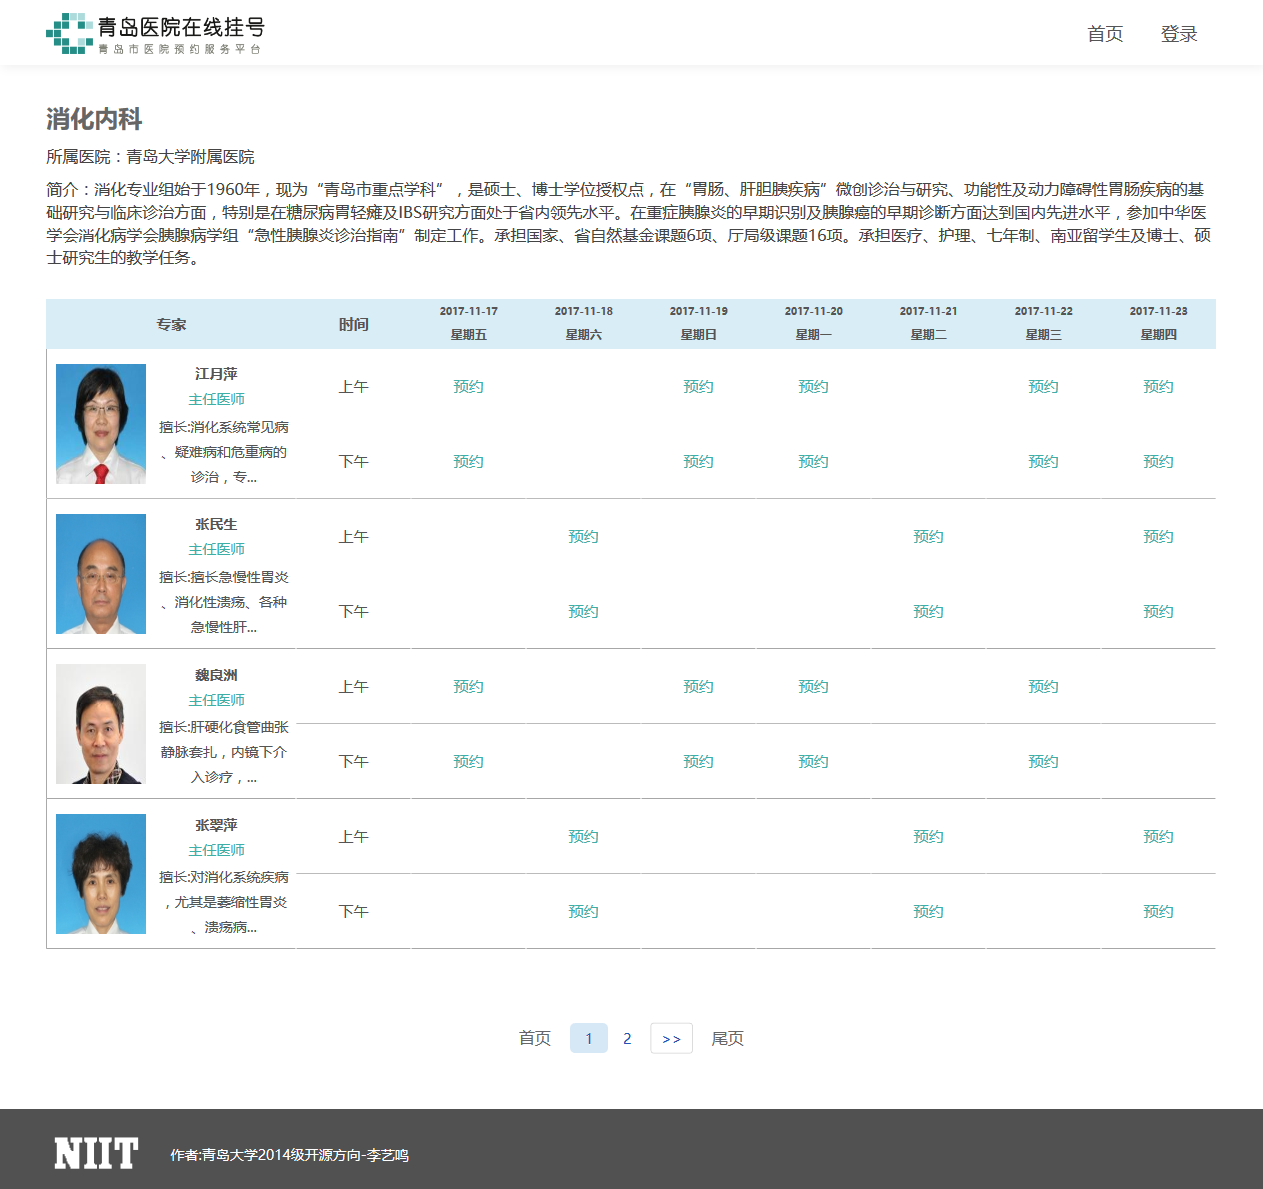 青岛医院在线挂号
青岛市医院预约服务平台
首页 登录
消化内科
所属医院：青岛大学附属医院
简介：消化专业组始于1960年，现为“青岛市重点学科”，是硕士、博士学位授权点，在“胃肠、肝胆胰疾病”微创诊治与研究、功能性及动力障碍性胃肠疾病的基
础研究与临床诊治方面，特别是在糖尿病胃轻瘫及IBS研究方面处于省内领先水平。在重症胰腺炎的早期识别及胰腺癌的早期诊断方面达到国内先进水平，参加中华医
学会消化病学会胰腺病学组“急性胰腺炎诊治指南”制定工作。承担国家、省自然基金课题6项、厅局级课题16项。承担医疗、护理、七年制、南亚留学生及博士、硕
士研究生的教学任务。
专家 时间 2017-11-17 2017-11-18 2017-11-19 2017-11-20 2017-11-21 2017-11-22 2017-11-23
星期五 星期六 星期日 星期一 星期二 星期三 星期四
江月萍
主任医师
擅长:消化系统常见病
、疑难病和危重病的
诊治，专...
上午 预约 预约 预约 预约 预约
下午 预约 预约 预约 预约 预约
张民生
主任医师
擅长:擅长急慢性胃炎
、消化性溃疡、各种
急慢性肝...
上午 预约 预约 预约
下午 预约 预约 预约
魏良洲
主任医师
擅长:肝硬化食管曲张
静脉套扎，内镜下介
入诊疗，...
上午 预约 预约 预约 预约
下午 预约 预约 预约 预约
张翠萍
主任医师
擅长:对消化系统疾病
，尤其是萎缩性胃炎
、溃疡病...
上午 预约 预约 预约
下午 预约 预约 预约
首页 1 2 >> 尾页
NIIT 作者:青岛大学2014级开源方向-李艺鸣